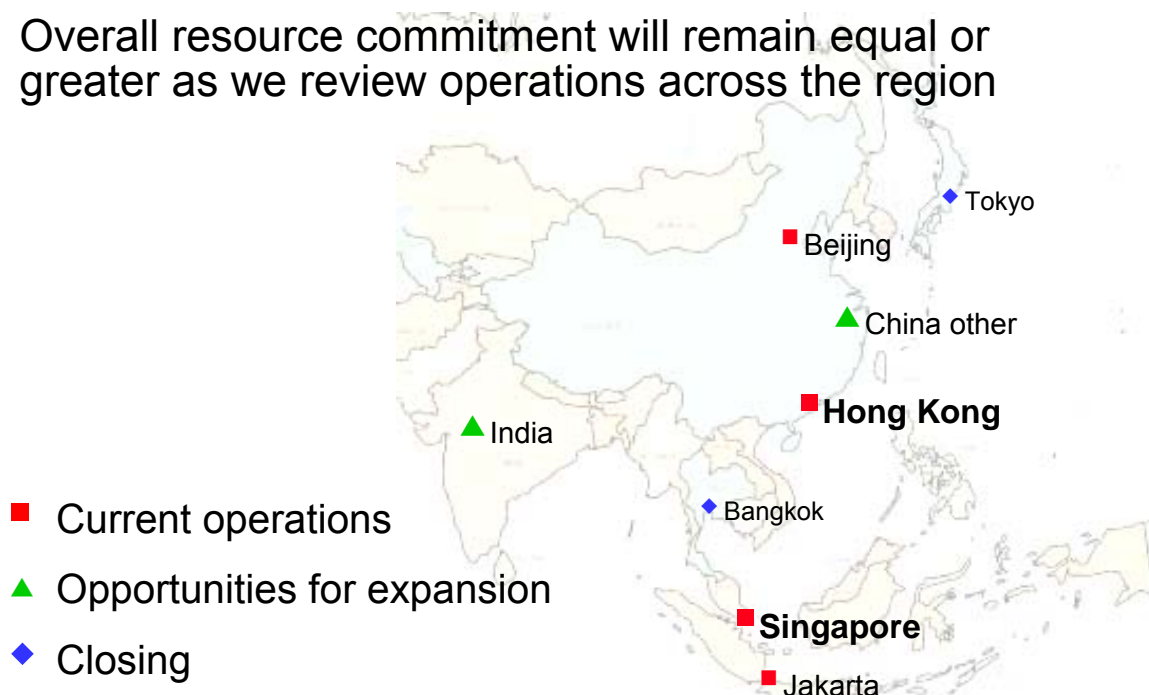 Overall resource commitment will remain equal or
greater as we review operations across the region
Tokyo
Beijing
China other
Hong Kong
India
Bangkok
Current operations
Opportunities for expansion
Singapore
Closing
Jakarta